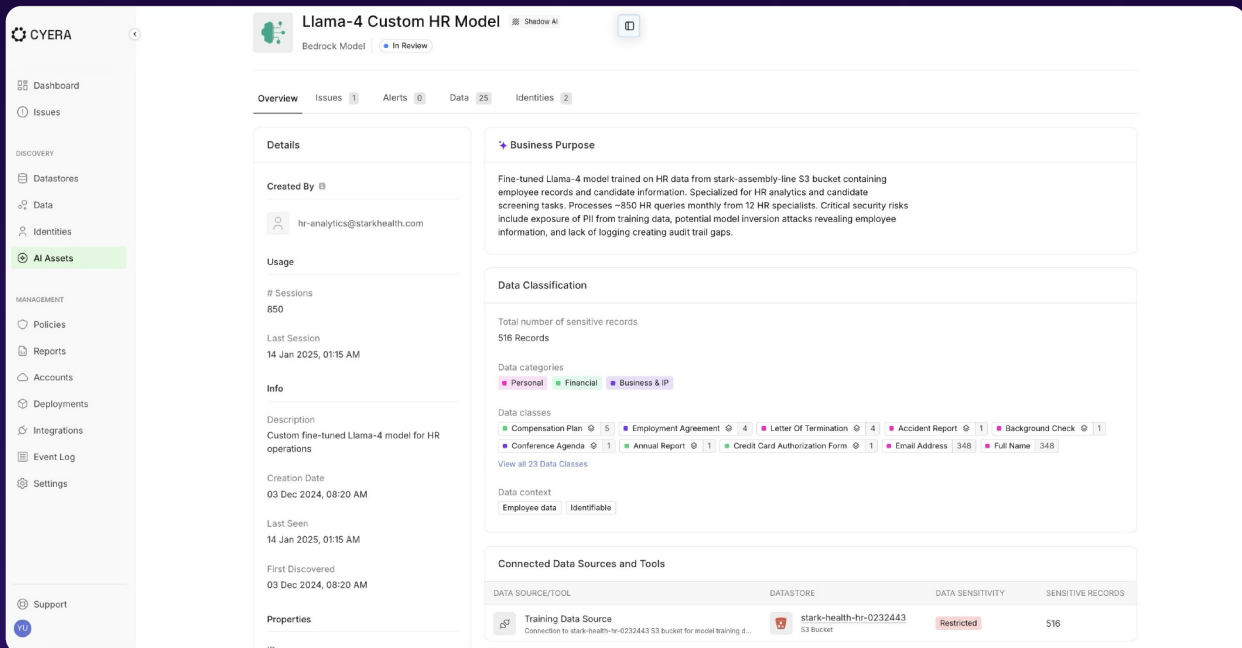 CYERA
Dashboard
Issues
DISCOVERY
Datastores
Data
Identities
AI Assets
MANAGEMENT
Policies
Reports
Accounts
Deployments
Integrations
Event Log
Settings
Support
YU
Llama-4 Custom HR Model Shadow AI
Bedrock Model In Review
Overview Issues 1 Alerts 0 Data 25 Identities 2
Details
Created By
hr-analytics@starkhealth.com
Usage
# Sessions
850
Last Session
14 Jan 2025, 01:15 AM
Info
Description
Custom fine-tuned Llama-4 model for HR
operations
Creation Date
03 Dec 2024, 08:20 AM
Last Seen
14 Jan 2025, 01:15 AM
First Discovered
03 Dec 2024, 08:20 AM
Properties
Business Purpose
Fine-tuned Llama-4 model trained on HR data from stark-assembly-line S3 bucket containing
employee records and candidate information. Specialized for HR analytics and candidate
screening tasks. Processes ~850 HR queries monthly from 12 HR specialists. Critical security risks
include exposure of PII from training data, potential model inversion attacks revealing employee
information, and lack of logging creating audit trail gaps.
Data Classification
Total number of sensitive records
516 Records
Data categories
Personal Financial Business & IP
Data classes
Compensation Plan 5 Employment Agreement 4 Letter Of Termination 4 Accident Report 1 Background Check 1
Conference Agenda 1 Annual Report 1 Credit Card Authorization Form 1 Email Address 348 Full Name 348
View all 23 Data Classes
Data context
Employee data Identifiable
Connected Data Sources and Tools
DATA SOURCE/TOOL DATASTORE DATA SENSITIVITY SENSITIVE RECORDS
Training Data Source stark-health-hr-0232443 Restricted 516
Connection to stark-health-hr-0232443 S3 bucket for model training d... S3 Bucket